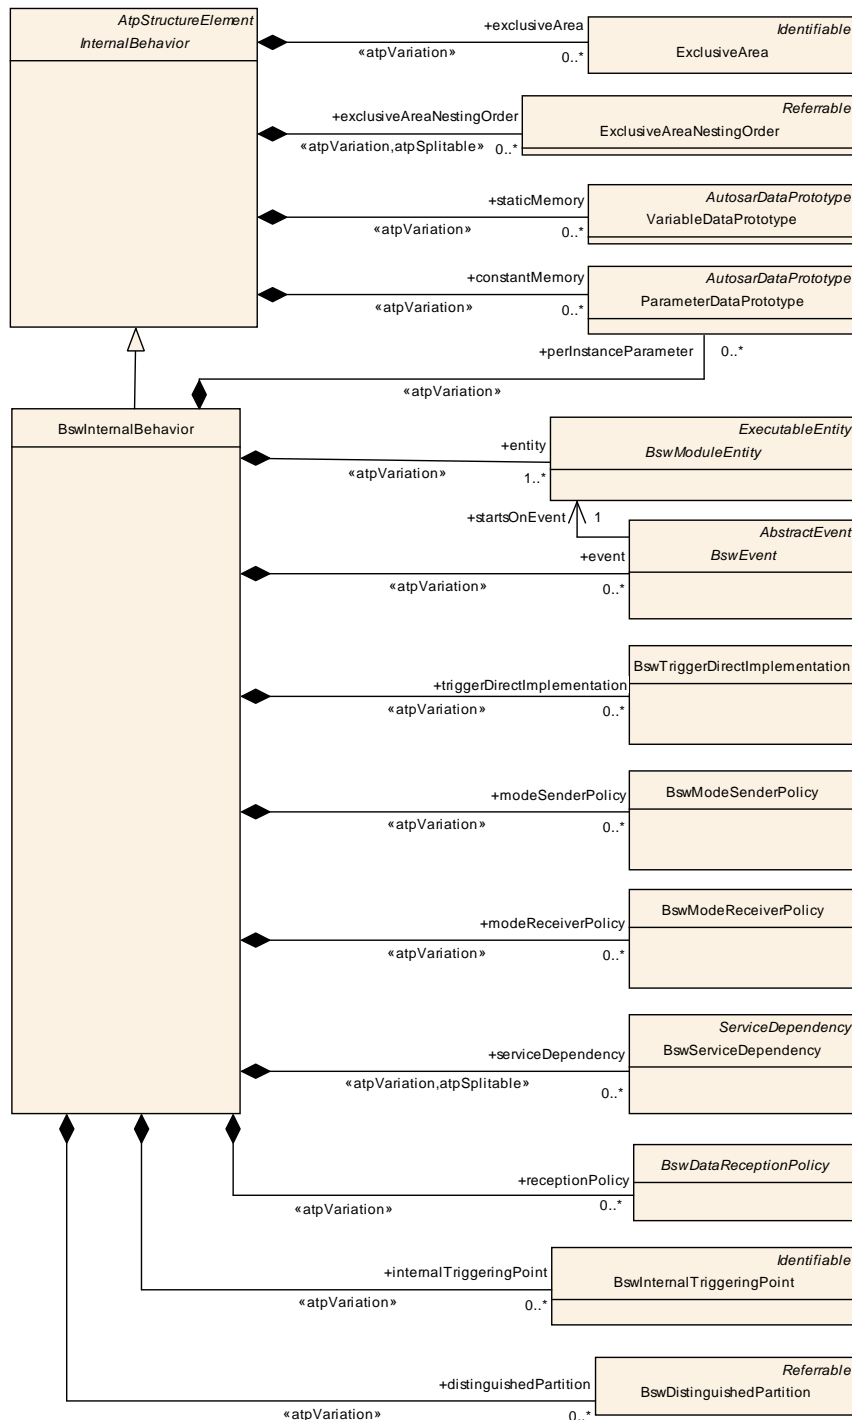 AtpStructureElement
InternalBehavior
+exclusiveArea
«atpVariation»
0..*
Identifiable
ExclusiveArea
+exclusiveAreaNestingOrder
«atpVariation,atpSplitable»
0..*
Referrable
ExclusiveAreaNestingOrder
+staticMemory
«atpVariation»
0..*
AutosarDataPrototype
VariableDataPrototype
+constantMemory
«atpVariation»
0..*
AutosarDataPrototype
ParameterDataPrototype
+perInstanceParameter
0..*
«atpVariation»
BswInternalBehavior
+entity
«atpVariation»
1..*
ExecutableEntity
BswModuleEntity
+startsOnEvent
1
+event
«atpVariation»
0..*
AbstractEvent
BswEvent
+triggerDirectImplementation
«atpVariation»
0..*
BswTriggerDirectImplementation
+modeSenderPolicy
«atpVariation»
0..*
BswModeSenderPolicy
+modeReceiverPolicy
«atpVariation»
0..*
BswModeReceiverPolicy
+serviceDependency
«atpVariation,atpSplitable»
0..*
ServiceDependency
BswServiceDependency
+receptionPolicy
«atpVariation»
0..*
BswDataReceptionPolicy
+internalTriggeringPoint
«atpVariation»
0..*
Identifiable
BswInternalTriggeringPoint
+distinguishedPartition
«atpVariation»
0..*
Referrable
BswDistinguishedPartition